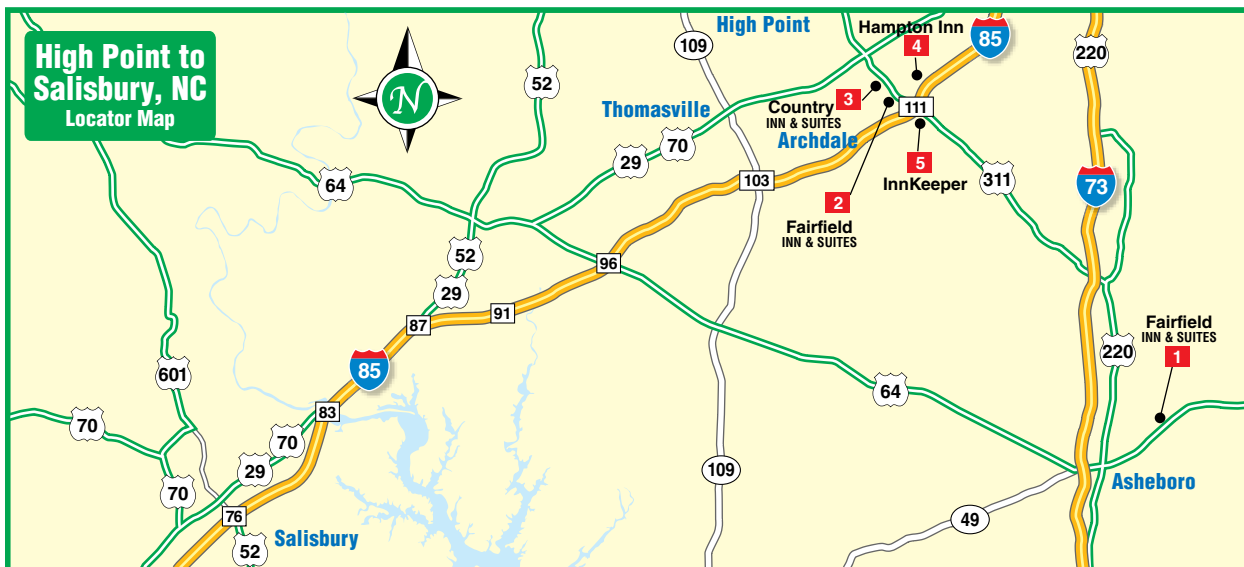 High Point to
Salisbury, NC
Locator Map
N
52
109
High Point
Hampton Inn
4
85
220
Thomasville
Country
INN & SUITES
3
111
Archdale
70
29
5
InnKeeper
64
103
311
73
2
Fairfield
INN & SUITES
52
96
29
91
87
Fairfield
INN & SUITES
1
220
601
85
64
83
70
70
29
109
70
Asheboro
76
49
52
Salisbury